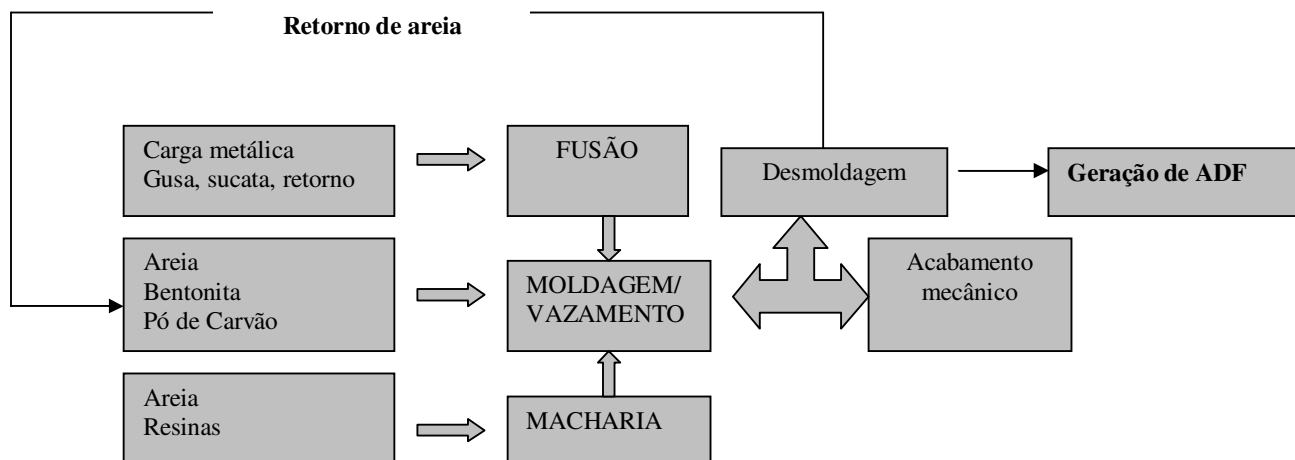 Retorno de areia
Carga metálica
Gusa, sucata, retorno
FUSÃO
Desmoldagem
Geração de ADF
Areia
Bentonita
Pó de Carvão
MOLDAGEM/
VAZAMENTO
Acabamento
mecânico
Areia
Resinas
MACHARIA